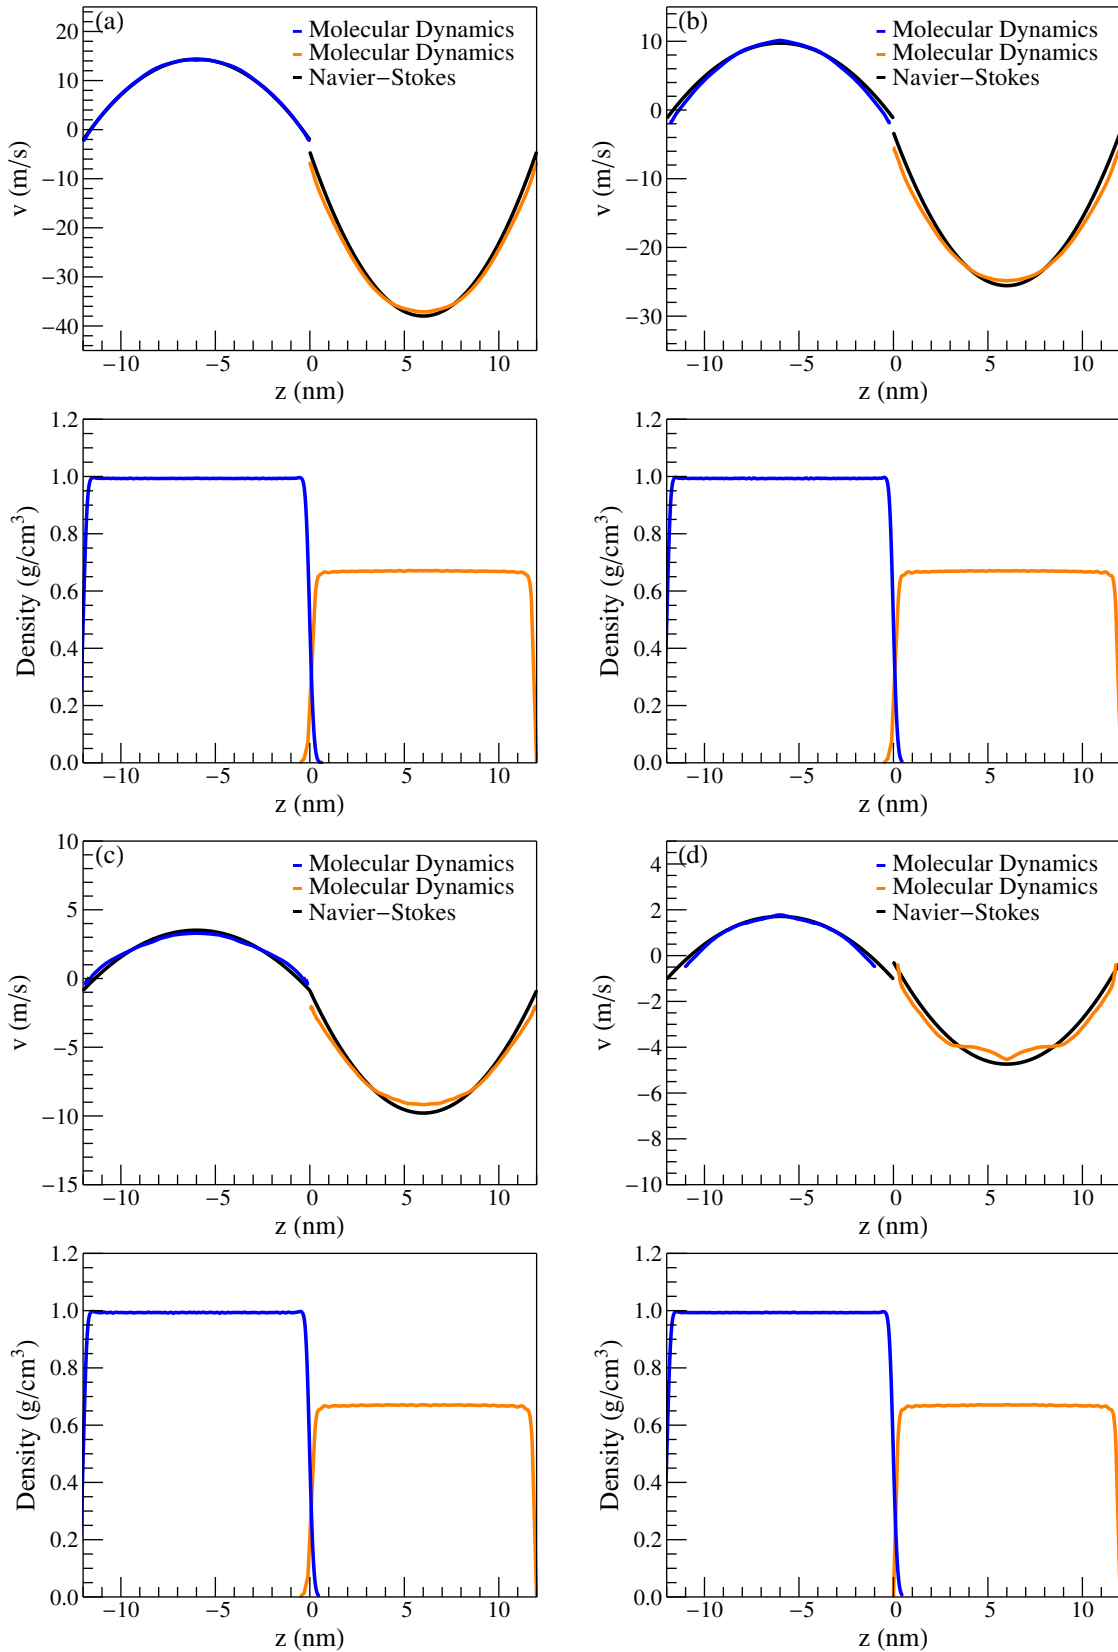 (a)
Molecular Dynamics
Molecular Dynamics
Navier−Stokes
20
10
0
−10
−20
−30
−40
v (m/s)
−10 −5 0 5 10
z (nm)
(b)
Molecular Dynamics
Molecular Dynamics
Navier−Stokes
10
0
−10
−20
−30
v (m/s)
−10 −5 0 5 10
z (nm)
1.2
1.0
0.8
0.6
0.4
0.2
0.0
Density (g/cm³)
−10 −5 0 5 10
z (nm)
1.2
1.0
0.8
0.6
0.4
0.2
0.0
Density (g/cm³)
−10 −5 0 5 10
z (nm)
(c)
Molecular Dynamics
Molecular Dynamics
Navier−Stokes
10
5
0
−5
−10
−15
v (m/s)
−10 −5 0 5 10
z (nm)
(d)
Molecular Dynamics
Molecular Dynamics
Navier−Stokes
4
2
0
−2
−4
−6
−8
−10
v (m/s)
−10 −5 0 5 10
z (nm)
1.2
1.0
0.8
0.6
0.4
0.2
0.0
Density (g/cm³)
−10 −5 0 5 10
z (nm)
1.2
1.0
0.8
0.6
0.4
0.2
0.0
Density (g/cm³)
−10 −5 0 5 10
z (nm)